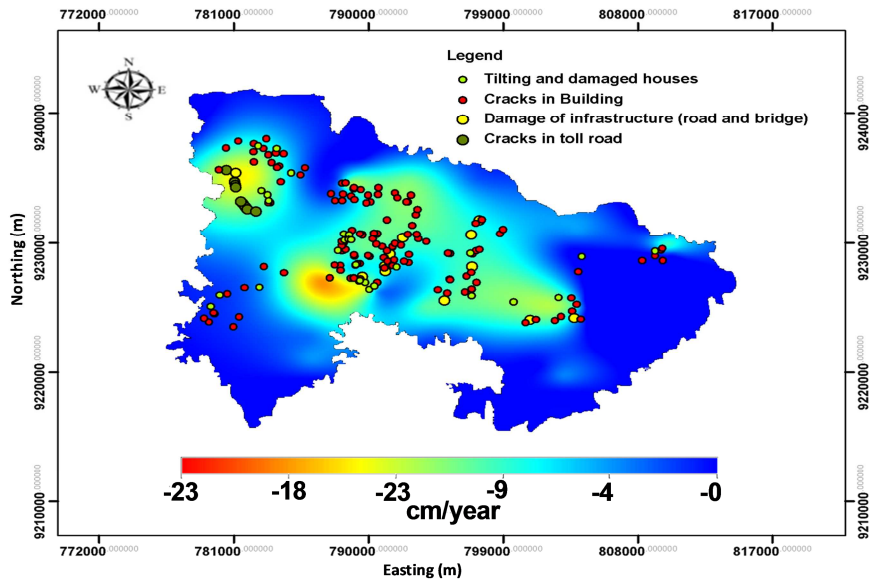 772000.000000 781000.000000 790000.000000 799000.000000 808000.000000 817000.000000
Legend
Tilting and damaged houses
Cracks in Building
Damage of infrastructure (road and bridge)
Cracks in toll road
N
W E
S
9240000.000000
9240000.000000
9230000.000000
9230000.000000
Northing (m)
9220000.000000
9220000.000000
9210000.000000
9210000.000000
-23 -18 -23 -9 -4 -0
cm/year
772000.000000 781000.000000 790000.000000 799000.000000 808000.000000 817000.000000
Easting (m)